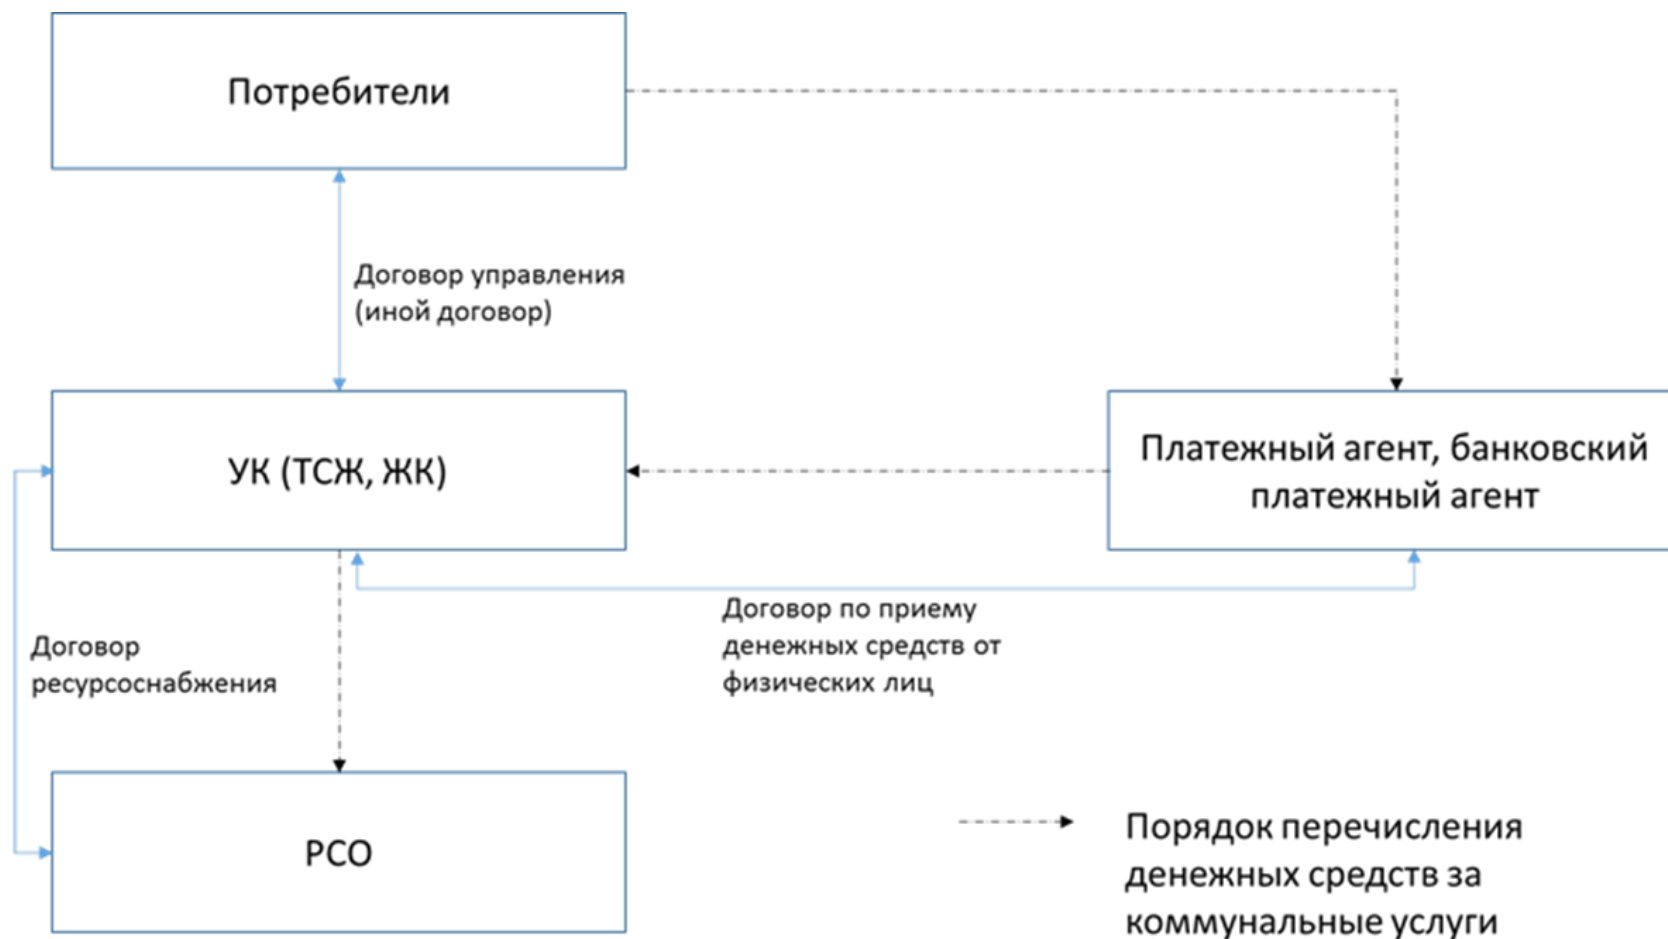 Потребители
Договор управления
(иной договор)
УК (ТСЖ, ЖК)
Платежный агент, банковский
платежный агент
Договор по приему
денежных средств от
физических лиц
Договор
ресурсоснабжения
РСО
Порядок перечисления
денежных средств за
коммунальные услуги